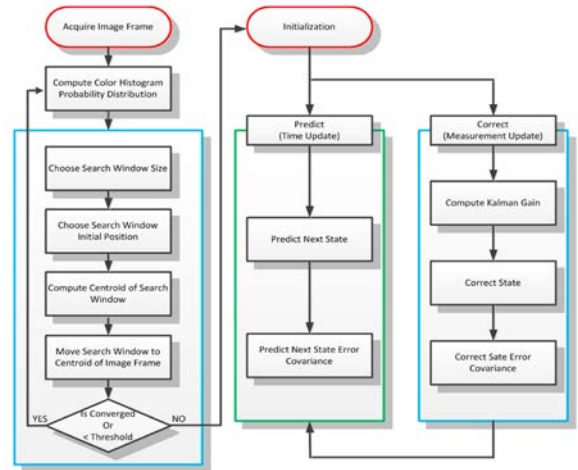 Acquire Image Frame
Compute Color Histogram
Probability Distribution
Choose Search Window Size
Choose Search Window
Initial Position
Compute Centroid of Search
Window
Move Search Window to
Centroid of Image Frame
Is Converged
Or
< Threshold
YES
NO
Initialization
Predict
(Time Update)
Predict Next State
Predict Next State Error
Covariance
Correct
(Measurement Update)
Compute Kalman Gain
Correct State
Correct Sate Error
Covariance